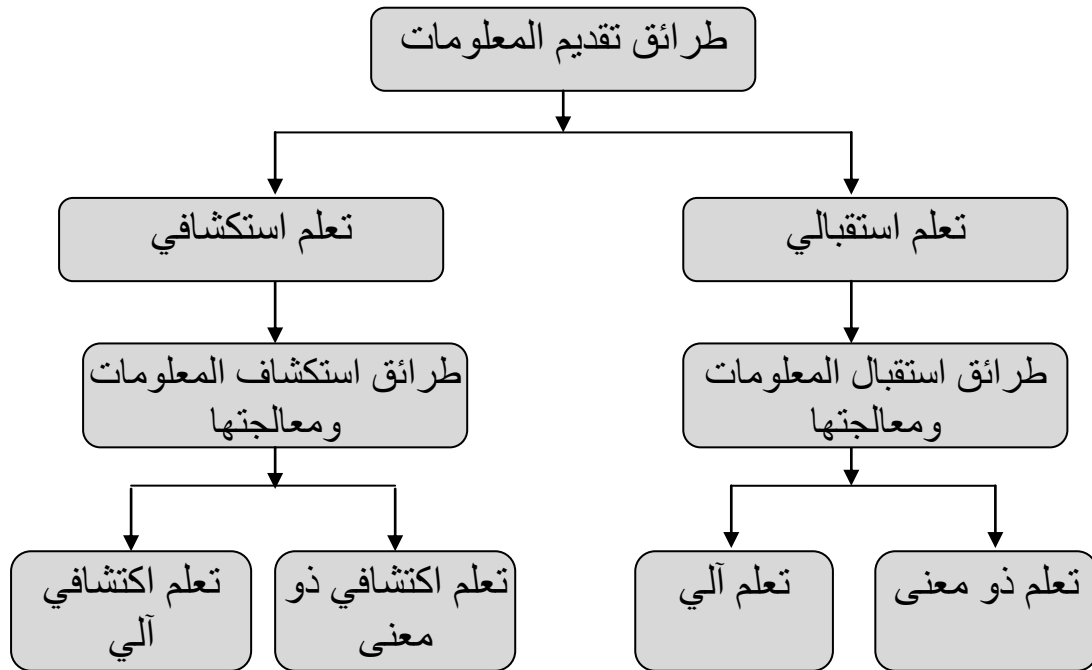 طرائق تقديم المعلومات
تعلم استقبالي
تعلم استكشافي
طرائق استقبال المعلومات
ومعالجتها
طرائق استكشاف المعلومات
ومعالجتها
تعلم ذو معنى
تعلم آلي
تعلم اكتشافي ذو
معنى
تعلم اكتشافي
آلي